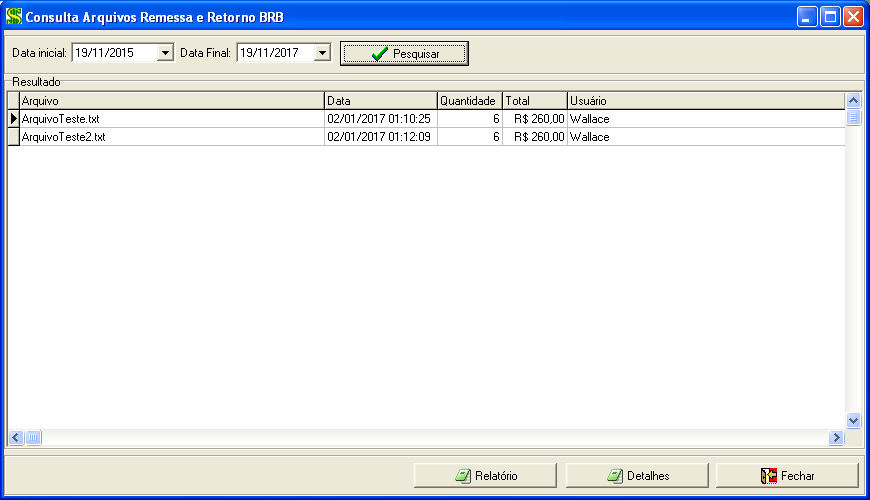 Consulta Arquivos Remessa e Retorno BRB
Data inicial: 19/11/2015 Data Final: 19/11/2017 Pesquisar
Resultado
Arquivo Data Quantidade Total Usuário
ArquivoTeste.txt 02/01/2017 01:10:25 6 R$ 260,00 Wallace
ArquivoTeste2.txt 02/01/2017 01:12:09 6 R$ 260,00 Wallace
Relatório Detalhes Fechar